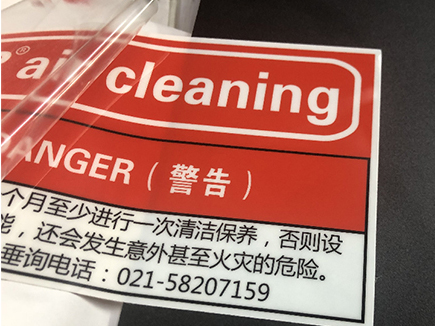 ® air cleaning
ANGER（警告）
个月至少进行一次清洁保养，否则设
能，还会发生意外甚至火灾的危险。
垂询电话：021-58207159